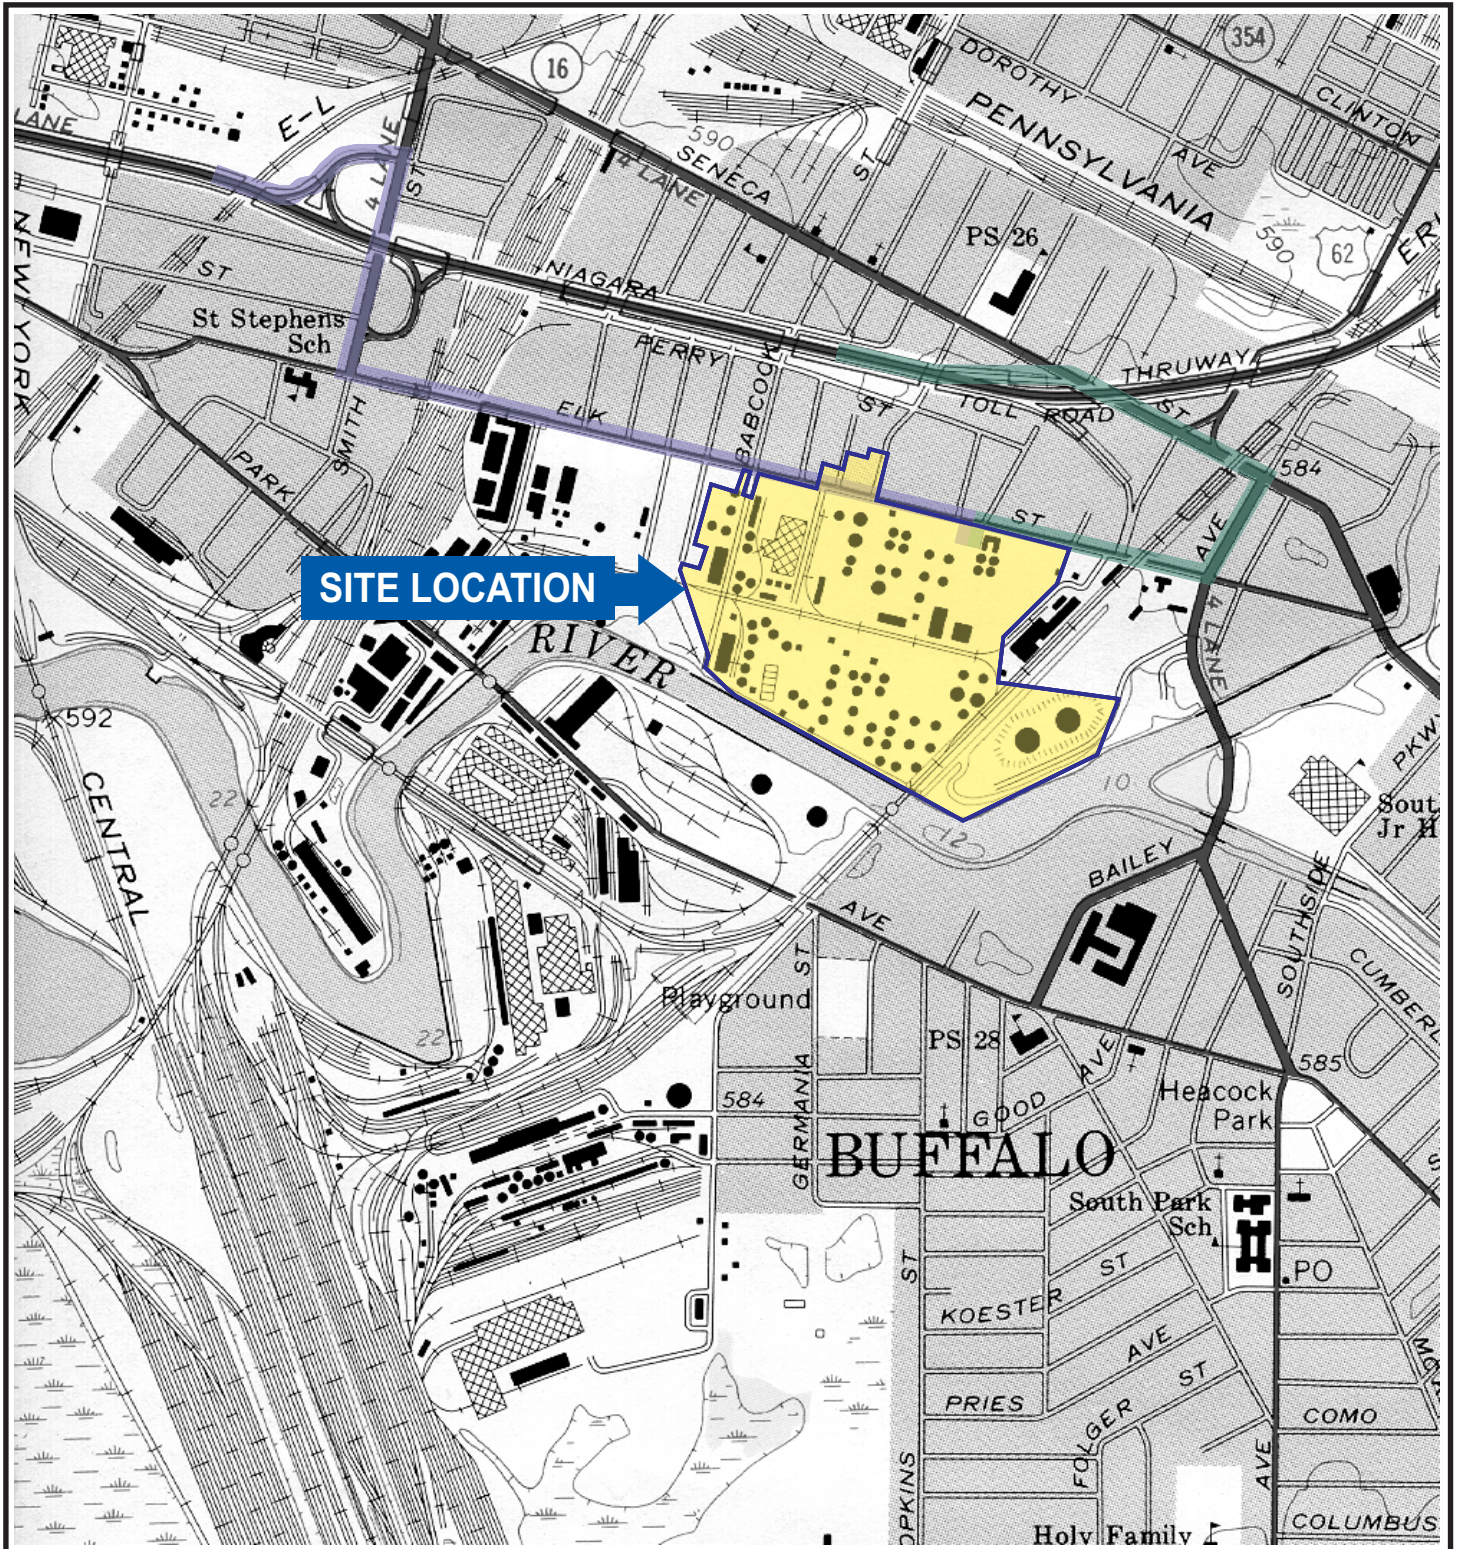 354
16
DOROTHY
CLINTON
PENNSYLVANIA
AVE
E-L
LANE
4 LANE
ST
590
SENECA
4 LANE
ST
PS 26
590
62
NEW YORK
ST
NIAGARA
St Stephens
Sch
PERRY
THRUWAY
BABCOCK
ELK
ST
TOLL ROAD
ST
SMITH
PARK
584
ST
AVE
SITE LOCATION
4 LANE
RIVER
592
CENTRAL
22
10
12
PKWY
Jr H
BAILEY
SOUTHSIDE
AVE
ST
Playground
22
PS 28
AVE
585
GERMANIA
584
GOOD
Heacock
Park
BUFFALO
South Park
Sch
ST
ST
PO
KOESTER
AVE
ST
PRIES
FOLGER
COMO
AVE
COLUMBUS
Holy Family